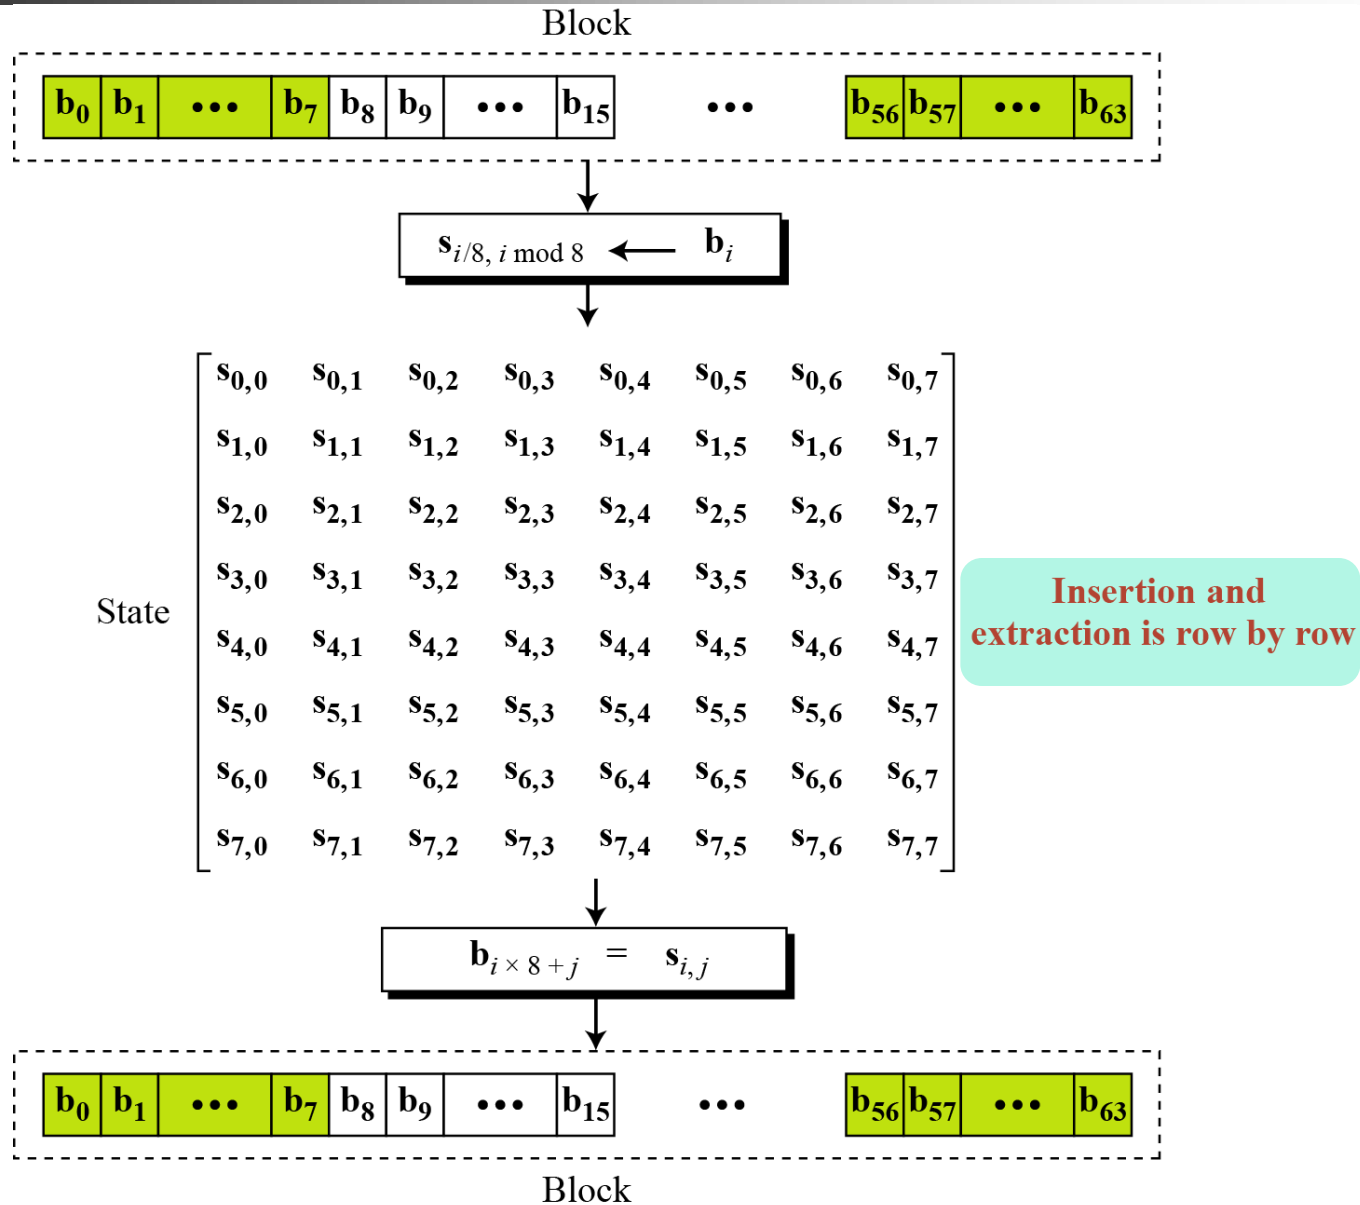 Block
b0 b1 ••• b7 b8 b9 ••• b15 ••• b56 b57 ••• b63
s i/8, i mod 8 ← b i
s0,0 s0,1 s0,2 s0,3 s0,4 s0,5 s0,6 s0,7
s1,0 s1,1 s1,2 s1,3 s1,4 s1,5 s1,6 s1,7
s2,0 s2,1 s2,2 s2,3 s2,4 s2,5 s2,6 s2,7
s3,0 s3,1 s3,2 s3,3 s3,4 s3,5 s3,6 s3,7
State
s4,0 s4,1 s4,2 s4,3 s4,4 s4,5 s4,6 s4,7
s5,0 s5,1 s5,2 s5,3 s5,4 s5,5 s5,6 s5,7
s6,0 s6,1 s6,2 s6,3 s6,4 s6,5 s6,6 s6,7
s7,0 s7,1 s7,2 s7,3 s7,4 s7,5 s7,6 s7,7
Insertion and
extraction is row by row
b i × 8 + j = s i, j
b0 b1 ••• b7 b8 b9 ••• b15 ••• b56 b57 ••• b63
Block